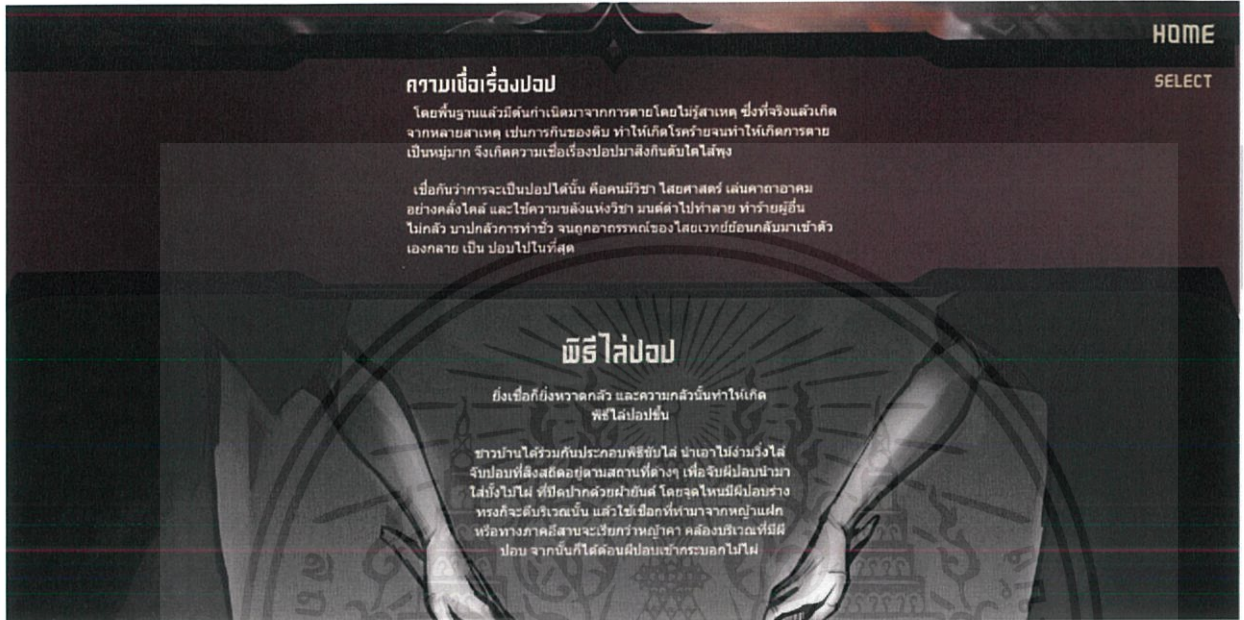 HOME
SELECT
ความเชื่อเรื่องปอป
โดยพื้นฐานแล้วมีต้นกำเนิดมาจากการตายโดยไม่รู้สาเหตุ ซึ่งที่จริงแล้วเกิด
จากหลายสาเหตุ เช่นการกินของดิบ ทำให้เกิดโรคร้ายจนทำให้เกิดการตาย
เป็นหมู่มาก จึงเกิดความเชื่อเรื่องปอปมาสิงกินตับไตไส้พุง
เชื่อกันว่าการจะเป็นปอปได้นั้น คือคนมีวิชา ไสยศาสตร์ เล่นคาถาอาคม
อย่างคลั่งไคล้ และใช้ความขลังแห่งวิชา มนต์ดำไปทำลาย ทำร้ายผู้อื่น
ไม่กลัว บาปกลัวการทำชั่ว จนถูกอาถรรพณ์ของไสยเวทย์ย้อนกลับมาเข้าตัว
เองกลาย เป็น ปอบไปในที่สุด
พิธีไล่ปอป
ยิ่งเชื่อก็ยิ่งหวาดกลัว และความกลัวนั้นทำให้เกิด
พิธีไล่ปอปขึ้น
ชาวบ้านได้ร่วมกันประกอบพิธีขับไล่ นำเอาไม้ง่ามวิ่งไล่
จับปอบที่สิงสถิตอยู่ตามสถานที่ต่างๆ เพื่อจับผีปอบนำมา
ใส่บั้งไม้ไผ่ ที่ปิดปากด้วยผ้ายันต์ โดยจุดไหนมีผีปอบร่าง
ทรงก็จะตีบริเวณนั้น แล้วใช้เชือกที่ทำมาจากหญ้าแฝก
หรือทางภาคอีสานจะเรียกว่าหญ้าคา คล้องบริเวณที่มีผี
ปอบ จากนั้นก็ได้ต้อนผีปอบเข้ากระบอกไม้ไผ่